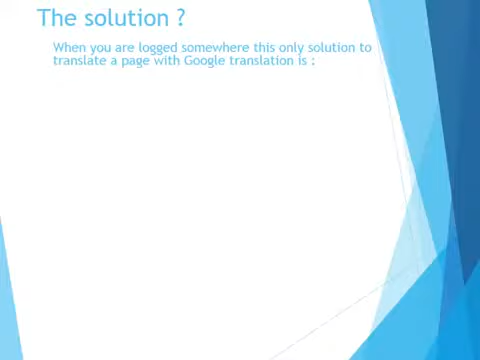 The solution ?
When you are logged somewhere this only solution to
translate a page with Google translation is :